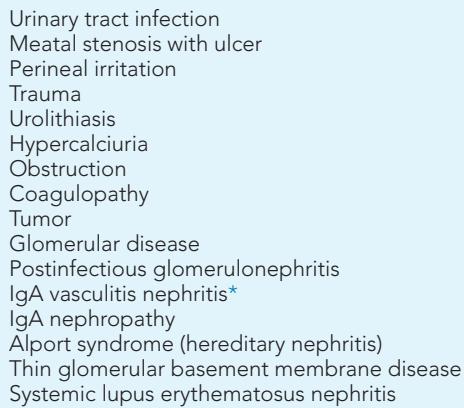 Urinary tract infection
Meatal stenosis with ulcer
Perineal irritation
Trauma
Urolithiasis
Hypercalciuria
Obstruction
Coagulopathy
Tumor
Glomerular disease
Postinfectious glomerulonephritis
IgA vasculitis nephritis*
IgA nephropathy
Alport syndrome (hereditary nephritis)
Thin glomerular basement membrane disease
Systemic lupus erythematosus nephritis